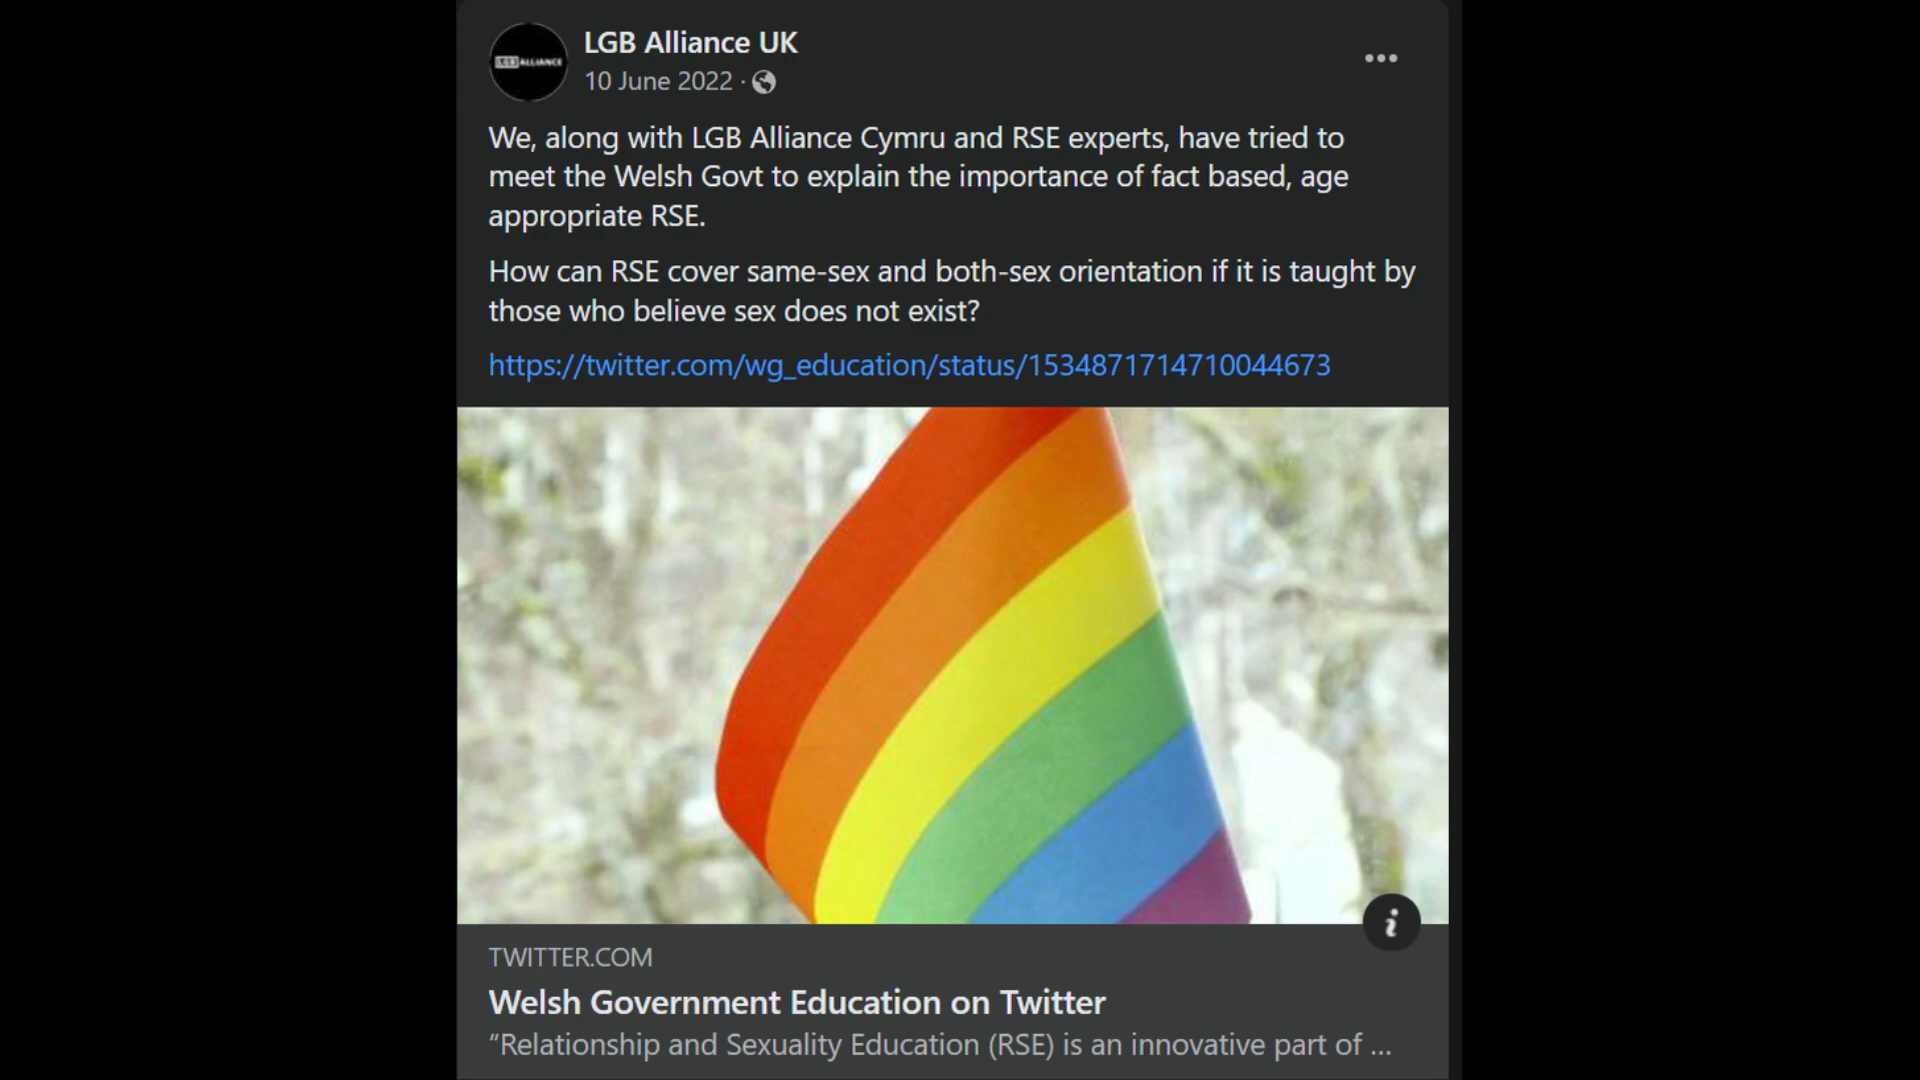 LGB ALLIANCE
LGB Alliance UK
10 June 2022 ·
We, along with LGB Alliance Cymru and RSE experts, have tried to
meet the Welsh Govt to explain the importance of fact based, age
appropriate RSE.
How can RSE cover same-sex and both-sex orientation if it is taught by
those who believe sex does not exist?
https://twitter.com/wg_education/status/1534871714710044673
i
TWITTER.COM
Welsh Government Education on Twitter
“Relationship and Sexuality Education (RSE) is an innovative part of ...